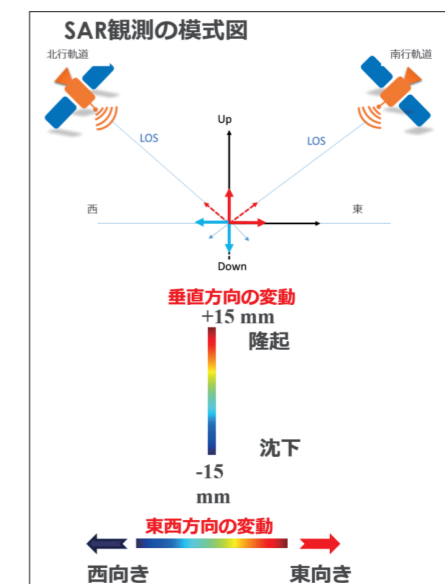 SAR観測の模式図
北行軌道
南行軌道
LOS
LOS
Up
西
東
Down
垂直方向の変動
+15 mm
隆起
沈下
-15
mm
東西方向の変動
西向き
東向き